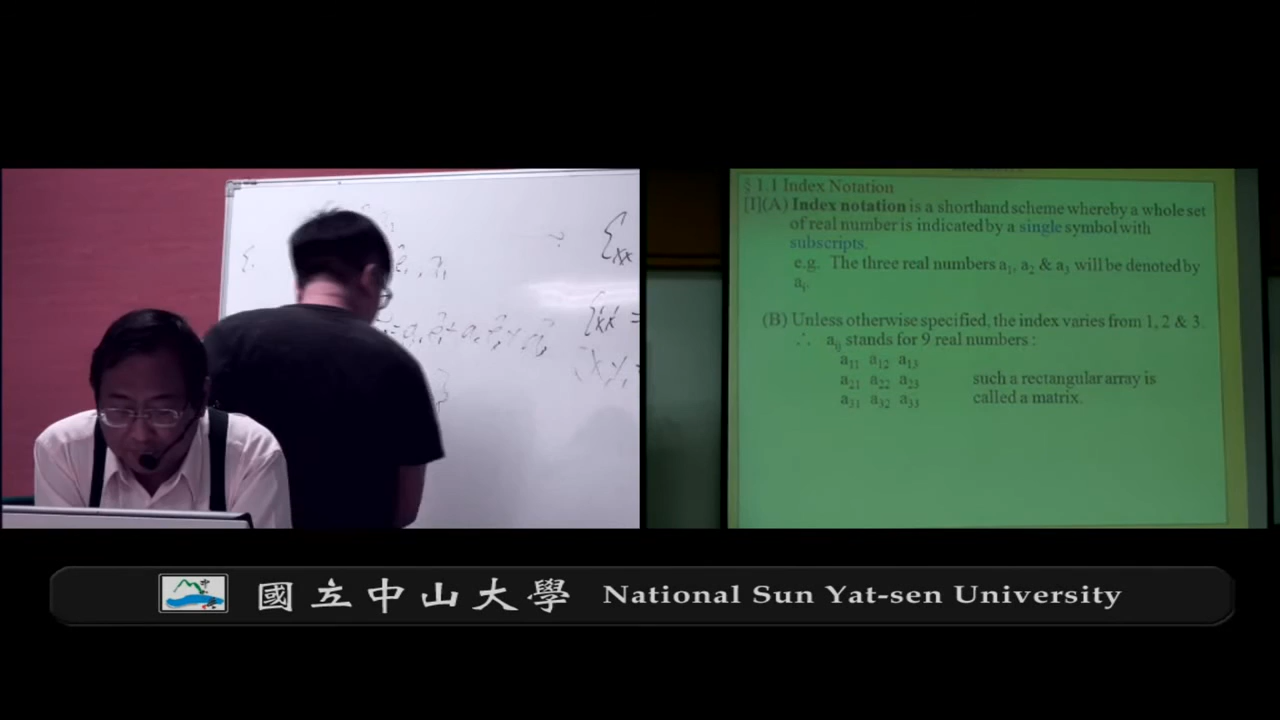 § 1.1 Index Notation
[I](A) Index notation is a shorthand scheme whereby a whole set
of real number is indicated by a single symbol with
subscripts.
e.g. The three real numbers a₁, a₂ & a₃ will be denoted by
aᵢ.
(B) Unless otherwise specified, the index varies from 1, 2 & 3.
∴ aᵢⱼ stands for 9 real numbers :
a₁₁ a₁₂ a₁₃
a₂₁ a₂₂ a₂₃ such a rectangular array is
a₃₁ a₃₂ a₃₃ called a matrix.
國立中山大學 National Sun Yat-sen University